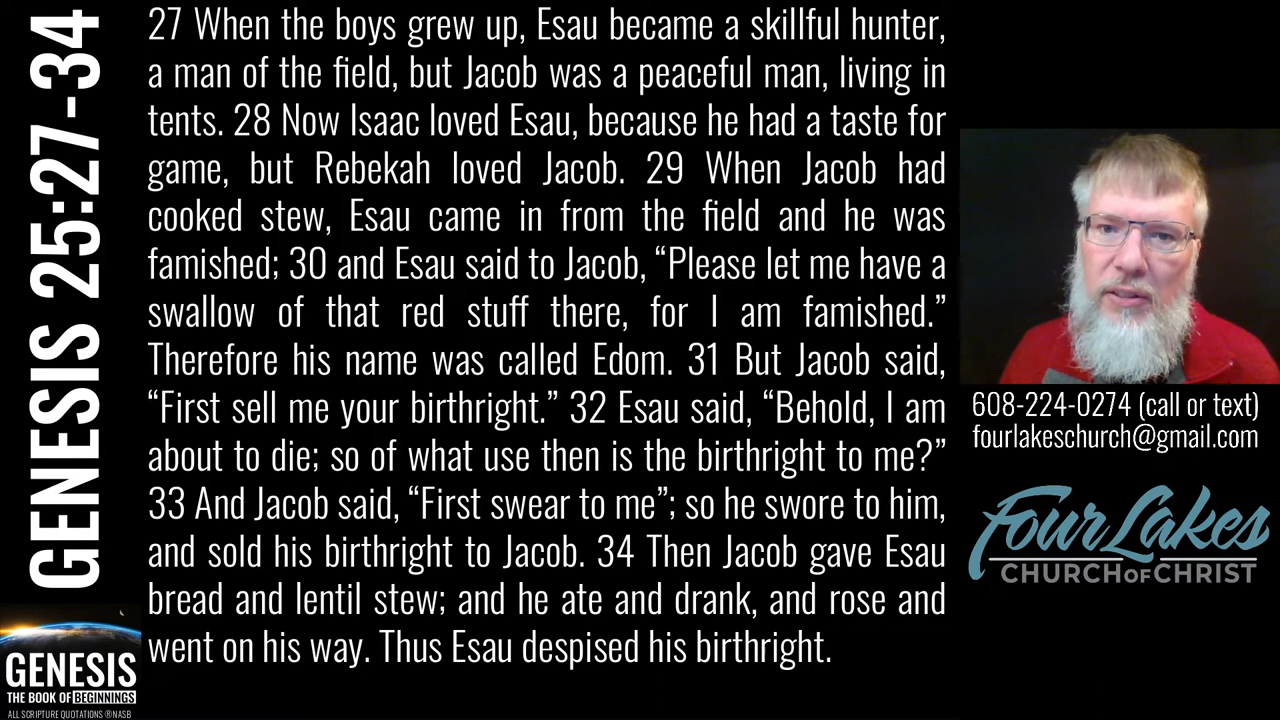 GENESIS 25:27-34
27 When the boys grew up, Esau became a skillful hunter,
a man of the field, but Jacob was a peaceful man, living in
tents. 28 Now Isaac loved Esau, because he had a taste for
game, but Rebekah loved Jacob. 29 When Jacob had
cooked stew, Esau came in from the field and he was
famished; 30 and Esau said to Jacob, “Please let me have a
swallow of that red stuff there, for I am famished.”
Therefore his name was called Edom. 31 But Jacob said,
“First sell me your birthright.” 32 Esau said, “Behold, I am
about to die; so of what use then is the birthright to me?”
33 And Jacob said, “First swear to me”; so he swore to him,
and sold his birthright to Jacob. 34 Then Jacob gave Esau
bread and lentil stew; and he ate and drank, and rose and
went on his way. Thus Esau despised his birthright.
608-224-0274 (call or text)
fourlakeschurch@gmail.com
Four Lakes
CHURCH OF CHRIST
GENESIS
THE BOOK OF BEGINNINGS
ALL SCRIPTURE QUOTATIONS ®NASB